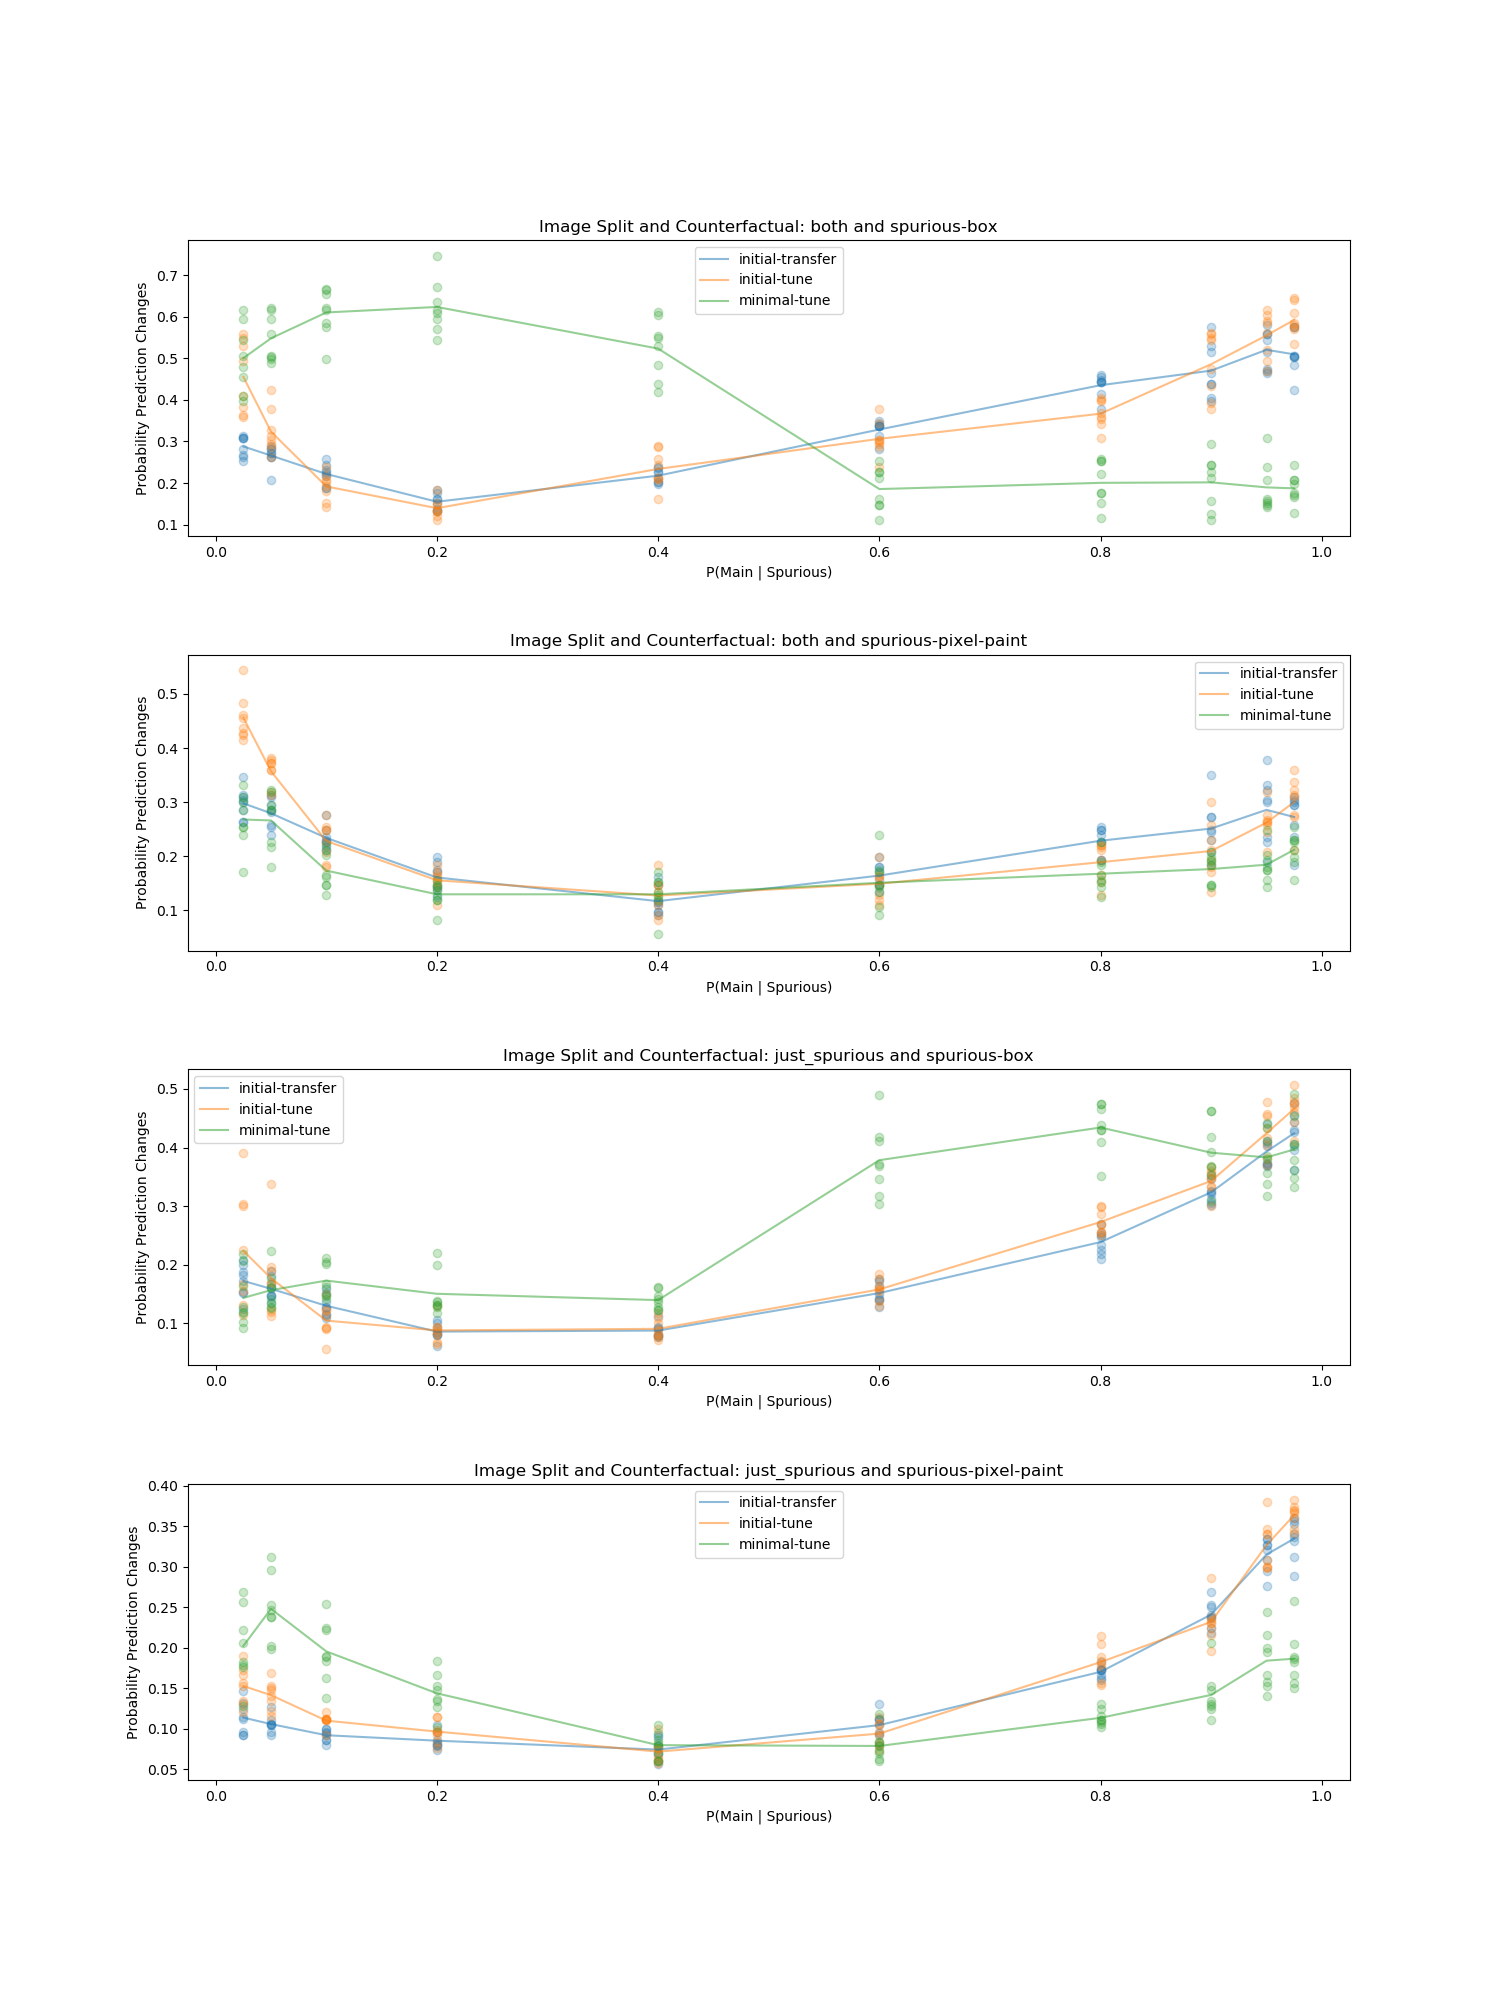 Image Split and Counterfactual: both and spurious-box
initial-transfer
initial-tune
minimal-tune
Probability Prediction Changes
0.7
0.6
0.5
0.4
0.3
0.2
0.1
0.0 0.2 0.4 0.6 0.8 1.0
P(Main | Spurious)
Image Split and Counterfactual: both and spurious-pixel-paint
initial-transfer
initial-tune
minimal-tune
Probability Prediction Changes
0.5
0.4
0.3
0.2
0.1
0.0 0.2 0.4 0.6 0.8 1.0
P(Main | Spurious)
Image Split and Counterfactual: just_spurious and spurious-box
initial-transfer
initial-tune
minimal-tune
Probability Prediction Changes
0.5
0.4
0.3
0.2
0.1
0.0 0.2 0.4 0.6 0.8 1.0
P(Main | Spurious)
Image Split and Counterfactual: just_spurious and spurious-pixel-paint
initial-transfer
initial-tune
minimal-tune
Probability Prediction Changes
0.40
0.35
0.30
0.25
0.20
0.15
0.10
0.05
0.0 0.2 0.4 0.6 0.8 1.0
P(Main | Spurious)